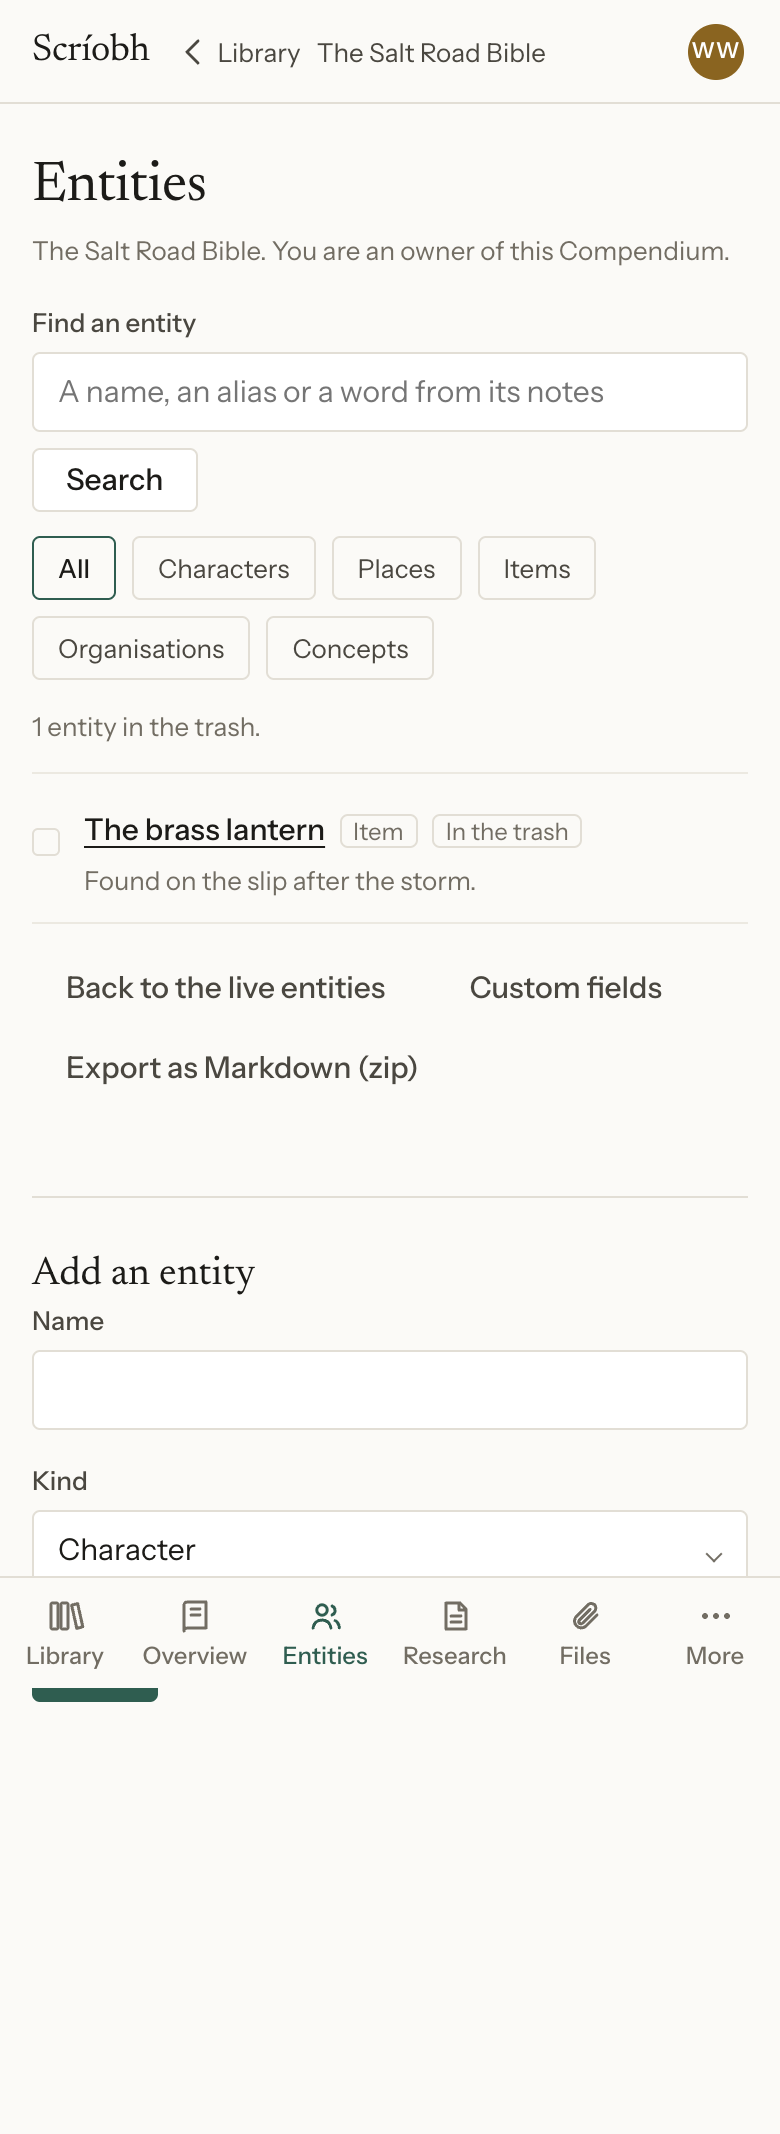 Scríobh
Library The Salt Road Bible
WW
Entities
The Salt Road Bible. You are an owner of this Compendium.
Find an entity
A name, an alias or a word from its notes
Search
All Characters Places Items
Organisations Concepts
1 entity in the trash.
The brass lantern Item In the trash
Found on the slip after the storm.
Back to the live entities Custom fields
Export as Markdown (zip)
Add an entity
Name
Kind
Character
Library Overview Entities Research Files More